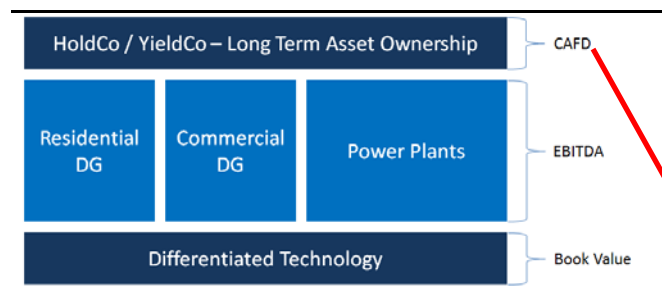 HoldCo / YieldCo – Long Term Asset Ownership
CAFD
Residential
DG
Commercial
DG
Power Plants
EBITDA
Differentiated Technology
Book Value